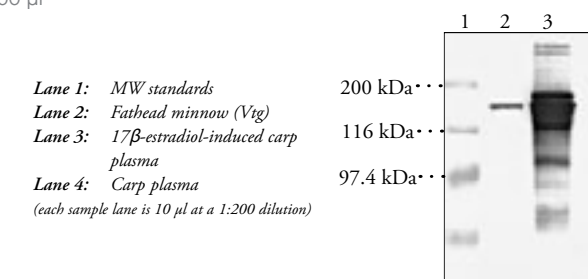 00 µl
1 2 3
Lane 1: MW standards
Lane 2: Fathead minnow (Vtg)
Lane 3: 17β-estradiol-induced carp
plasma
Lane 4: Carp plasma
(each sample lane is 10 µl at a 1:200 dilution)
200 kDa···
116 kDa···
97.4 kDa···